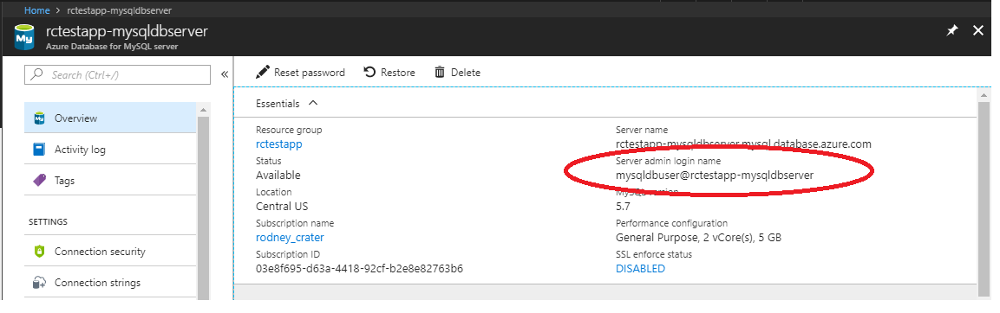 Home > rctestapp-mysqldbserver
rctestapp-mysqldbserver
Azure Database for MySQL server
My
Search (Ctrl+/)
«
Reset password
Restore
Delete
Essentials
Overview
Activity log
Tags
SETTINGS
Connection security
Connection strings
Resource group
rctestapp
Status
Available
Location
Central US
Subscription name
rodney_crater
Subscription ID
03e8f695-d63a-4418-92cf-b2e8e82763b6
Server name
rctestapp-mysqldbserver.mysql.database.azure.com
Server admin login name
mysqldbuser@rctestapp-mysqldbserver
MySQL version
5.7
Performance configuration
General Purpose, 2 vCore(s), 5 GB
SSL enforce status
DISABLED